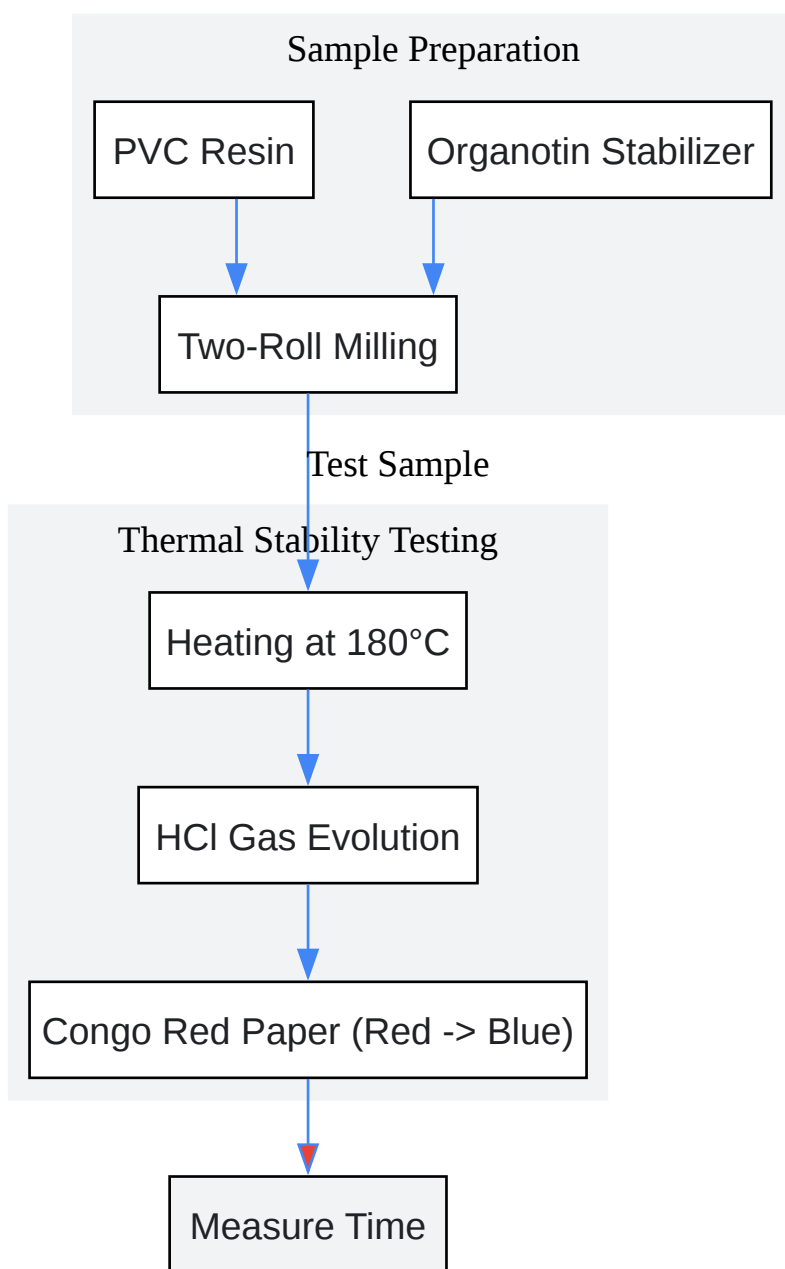 Sample Preparation
PVC Resin
Organotin Stabilizer
Two-Roll Milling
Test Sample
Thermal Stability Testing
Heating at 180°C
HCl Gas Evolution
Congo Red Paper (Red -> Blue)
Measure Time